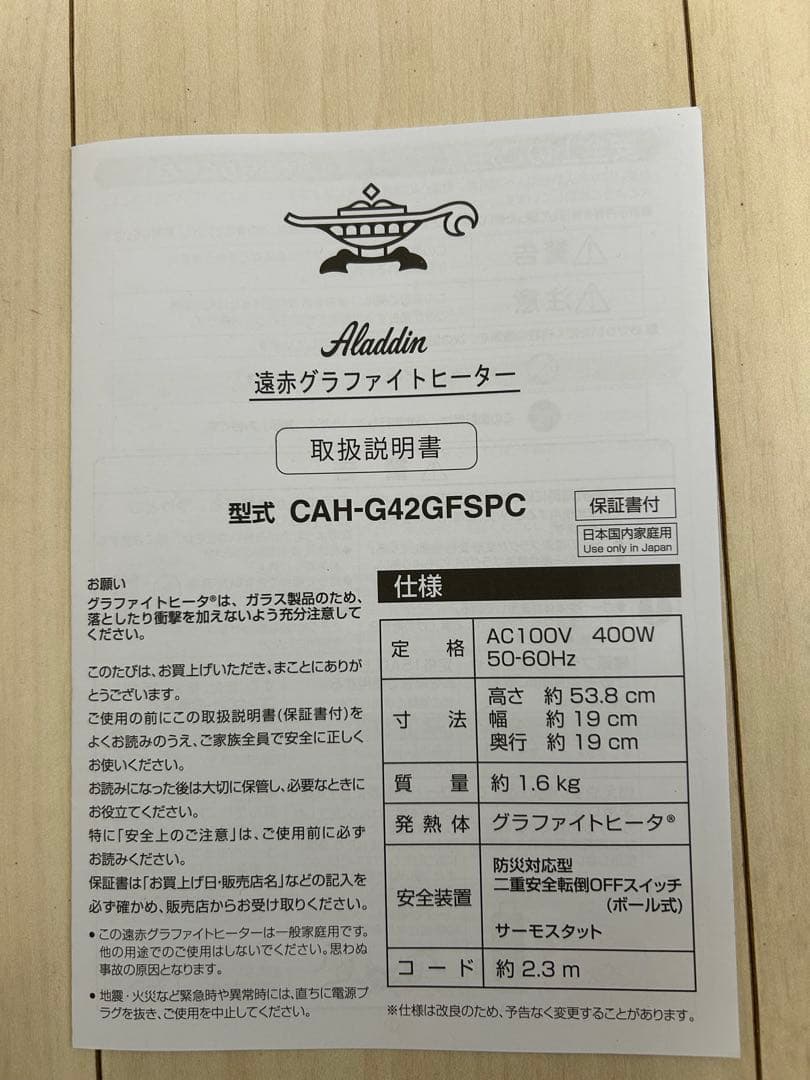 Aladdin
遠赤グラファイトヒーター
取扱説明書
型式 CAH-G42GFSPC
保証書付
日本国内家庭用
Use only in Japan
お願い
グラファイトヒータ®は、ガラス製品のため、
落としたり衝撃を加えないよう充分注意して
ください。
このたびは、お買上げいただき、まことにありが
とうございます。
ご使用の前にこの取扱説明書(保証書付)を
よくお読みのうえ、ご家族全員で安全に正しく
お使いください。
お読みになった後は大切に保管し、必要なときに
お役立てください。
特に「安全上のご注意」は、ご使用前に必ず
お読みください。
保証書は「お買上げ日・販売店名」などの記入を
必ず確かめ、販売店からお受け取りください。
• この遠赤グラファイトヒーターは一般家庭用です。
他の用途でのご使用はしないでください。思わぬ
事故の原因となります。
• 地震・火災など緊急時や異常時には、直ちに電源プ
ラグを抜き、ご使用を中止してください。
仕様
定格 AC100V 400W
50-60Hz
寸法 高さ 約 53.8 cm
幅 約 19 cm
奥行 約 19 cm
質量 約 1.6 kg
発熱体 グラファイトヒータ®
安全装置 防災対応型
二重安全転倒OFFスイッチ
(ボール式)
サーモスタット
コード 約 2.3 m
※仕様は改良のため、予告なく変更することがあります。